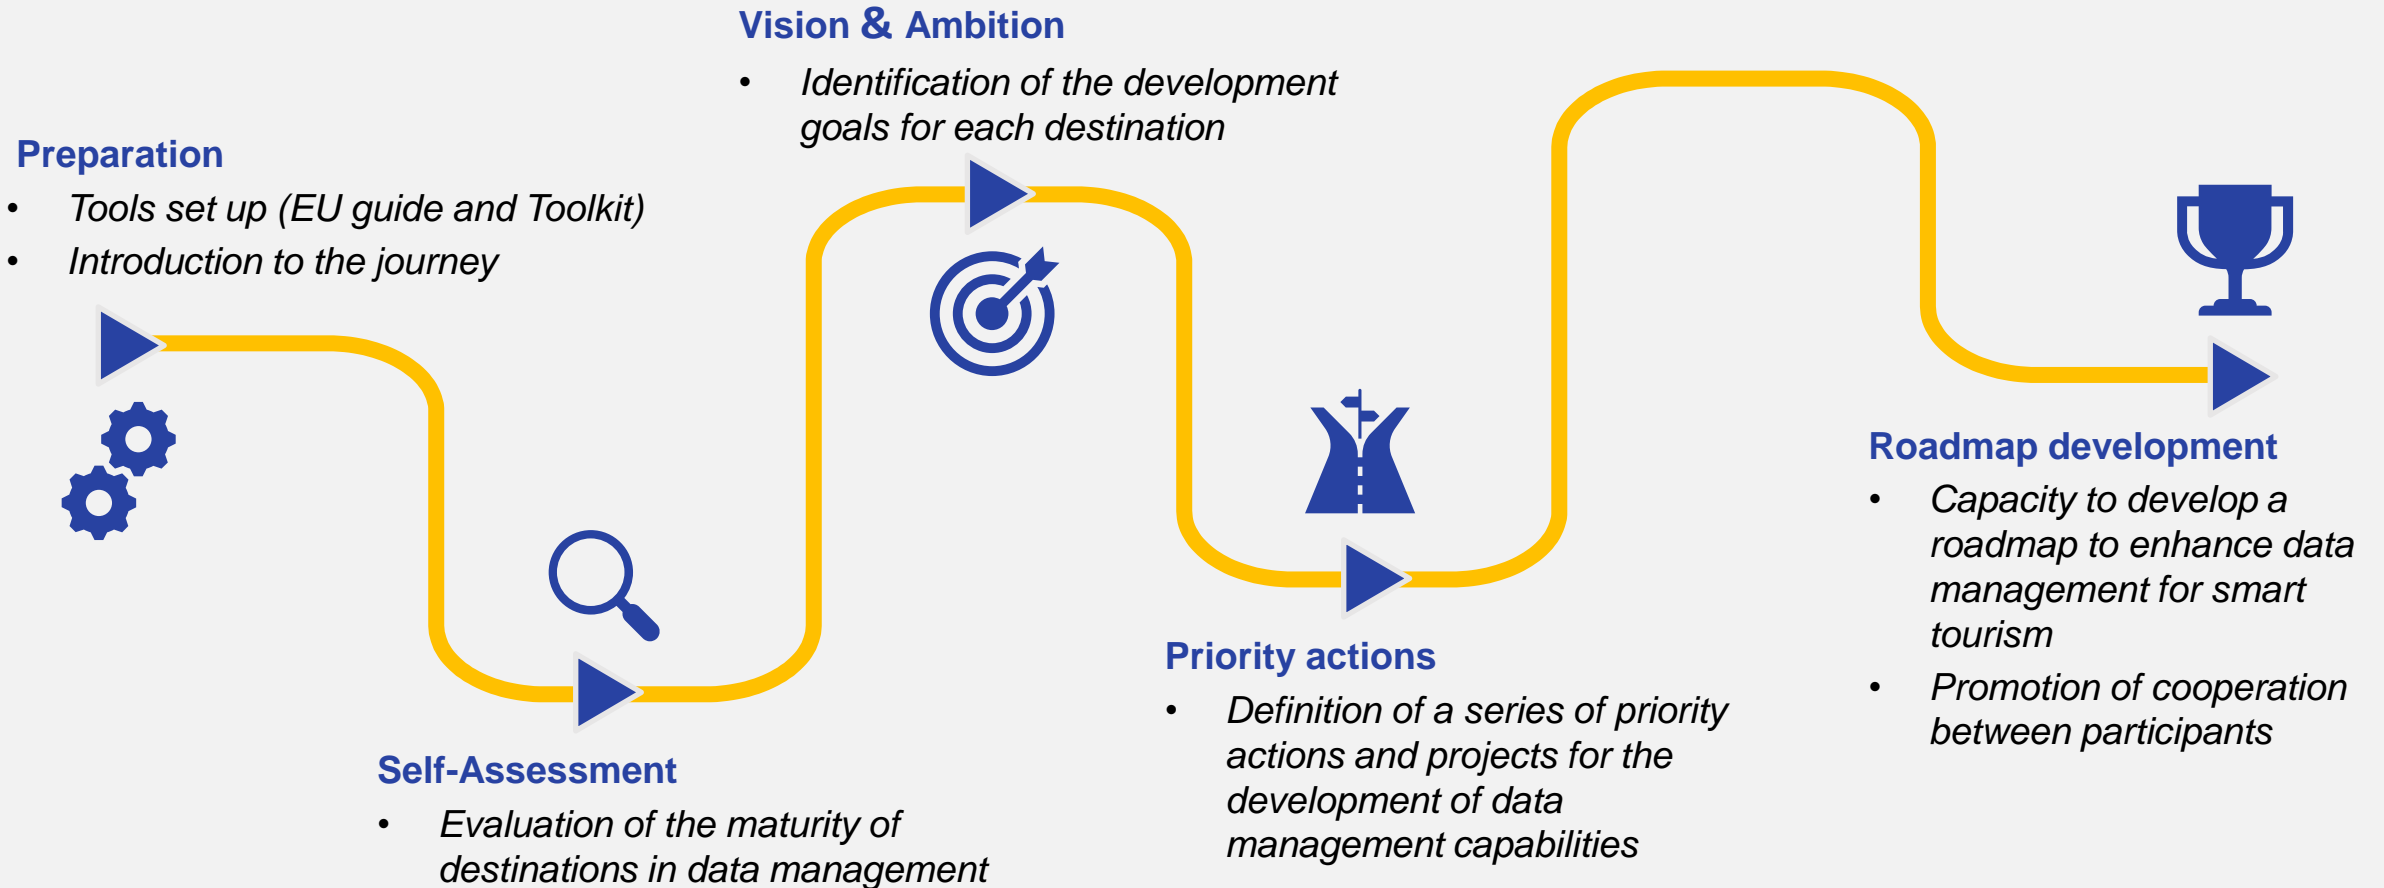 Preparation
• Tools set up (EU guide and Toolkit)
• Introduction to the journey
Self-Assessment
• Evaluation of the maturity of
destinations in data management
Vision & Ambition
• Identification of the development
goals for each destination
Priority actions
• Definition of a series of priority
actions and projects for the
development of data
management capabilities
Roadmap development
• Capacity to develop a
roadmap to enhance data
management for smart
tourism
• Promotion of cooperation
between participants